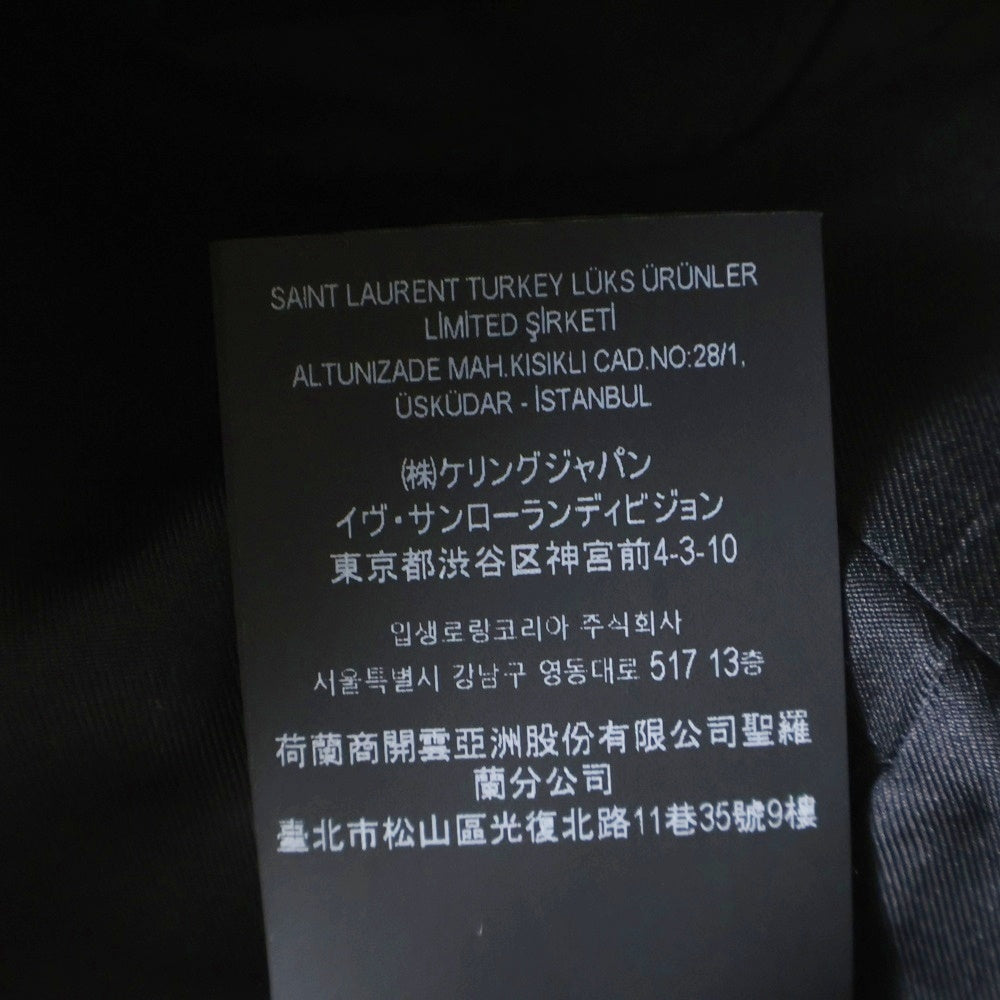 SAINT LAURENT TURKEY LÜKS ÜRÜNLER
LİMİTED ŞİRKETİ
ALTUNIZADE MAH.KISIKLI CAD.NO:28/1,
ÜSKÜDAR - İSTANBUL
㈱ケリングジャパン
イヴ・サンローランディビジョン
東京都渋谷区神宮前4-3-10
입생로랑코리아 주식회사
서울특별시 강남구 영동대로 517 13층
荷蘭商開雲亞洲股份有限公司聖羅
蘭分公司
臺北市松山區光復北路11巷35號9樓